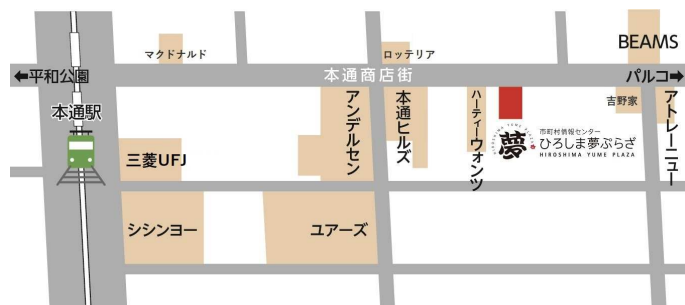 BEAMS
マクドナルド
ロッテリア
←平和公園
本通商店街
パルコ→
本通駅
アンデルセン
本通ヒルズ
ハーティーウォンツ
吉野家
アトレーニュー
夢
市町村情報センター
ひろしま夢ぷらざ
HIROSHIMA YUME PLAZA
三菱UFJ
シシンヨー
ユアーズ